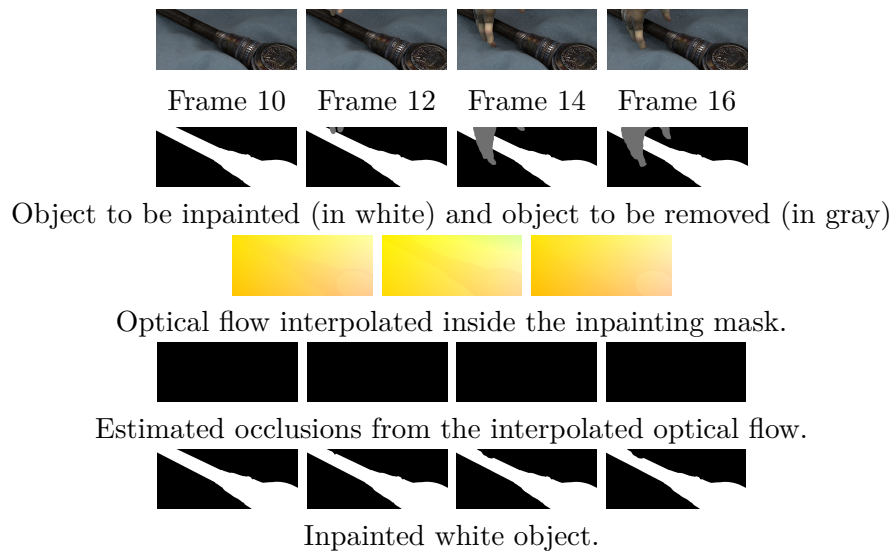 Frame 10 Frame 12 Frame 14 Frame 16
Object to be inpainted (in white) and object to be removed (in gray)
Optical flow interpolated inside the inpainting mask.
Estimated occlusions from the interpolated optical flow.
Inpainted white object.